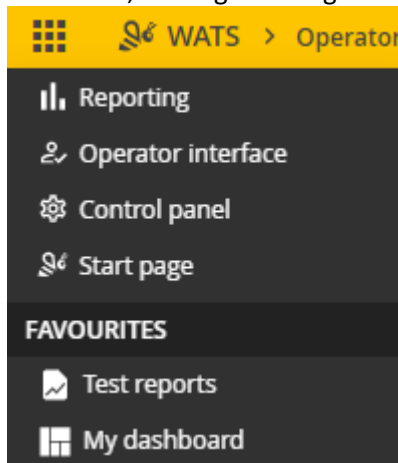 WATS > Operator
Reporting
Operator interface
Control panel
Start page
FAVOURITES
Test reports
My dashboard